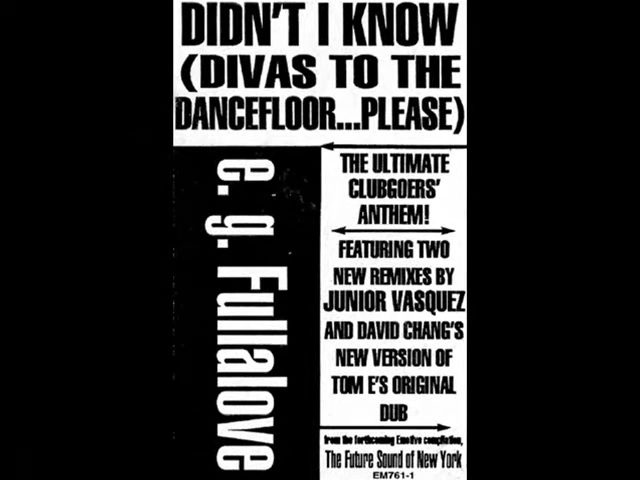 DIDN'T I KNOW
(DIVAS TO THE
DANCEFLOOR...PLEASE)
e. g. Fullalove
THE ULTIMATE
CLUBGOERS'
ANTHEM!
FEATURING TWO
NEW REMIXES BY
JUNIOR VASQUEZ
AND DAVID CHANG'S
NEW VERSION OF
TOM E'S ORIGINAL
DUB
from the forthcoming Emotive compilation,
The Future Sound of New York
EM761-1